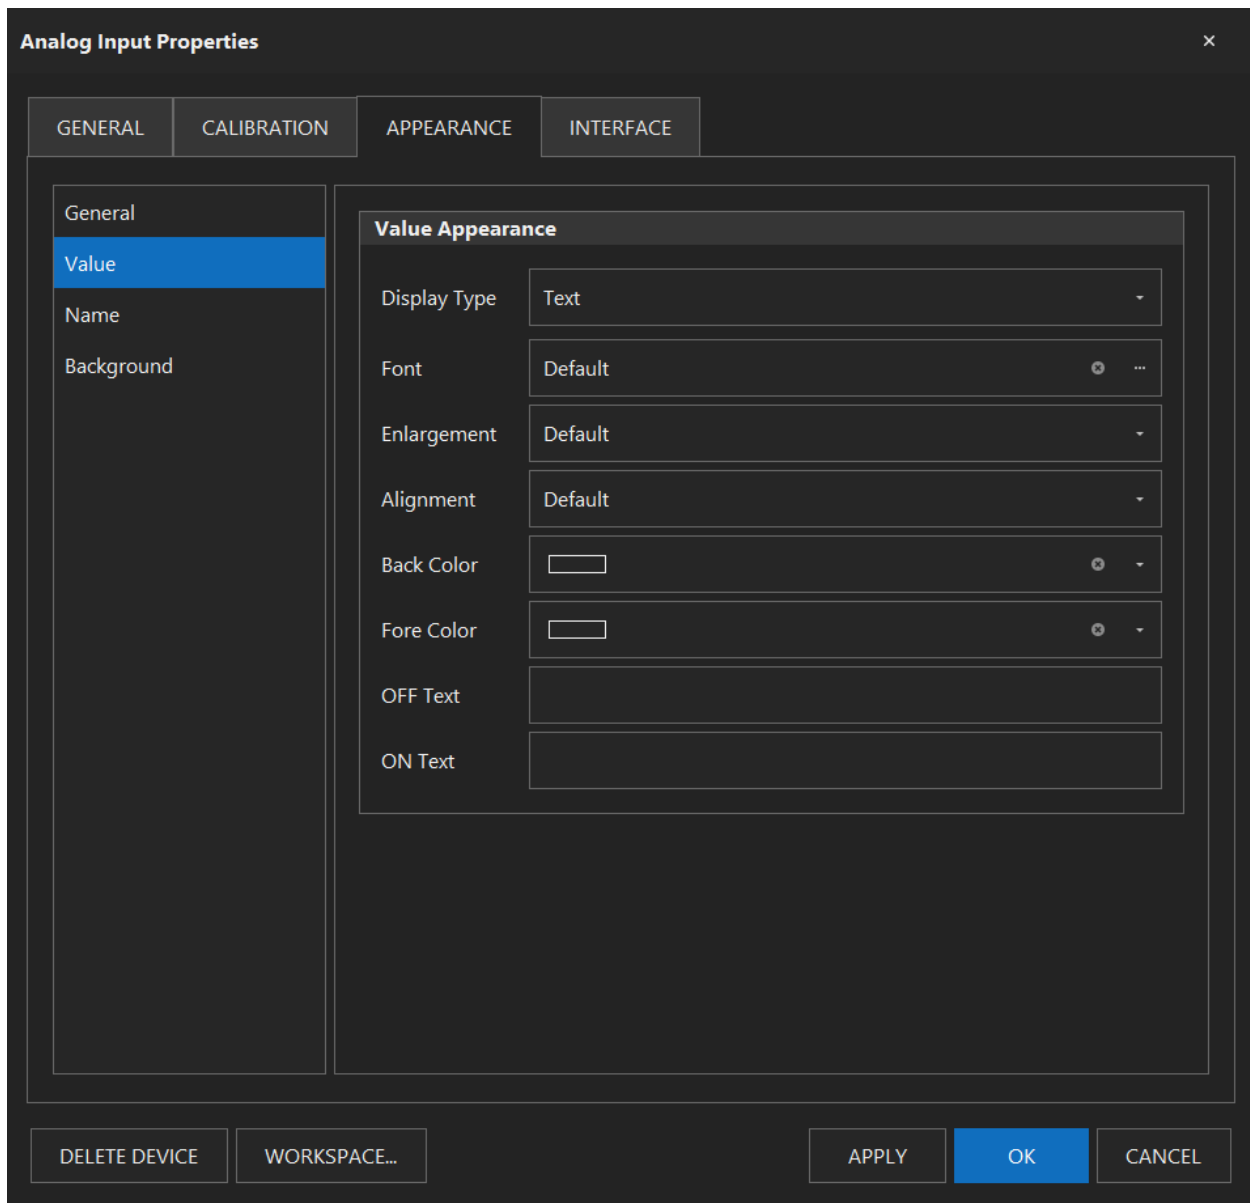 Analog Input Properties
GENERAL CALIBRATION APPEARANCE INTERFACE
General
Value
Name
Background
Value Appearance
Display Type Text
Font Default
Enlargement Default
Alignment Default
Back Color
Fore Color
OFF Text
ON Text
DELETE DEVICE WORKSPACE... APPLY OK CANCEL